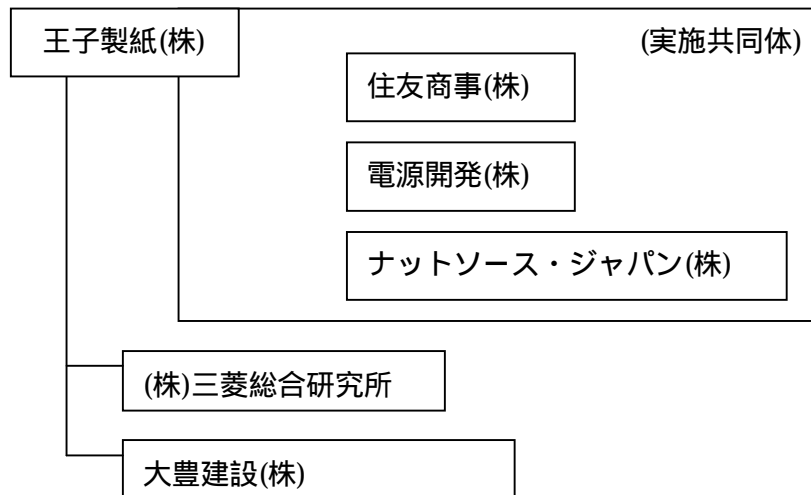 王子製紙(株)
(実施共同体)
住友商事(株)
電源開発(株)
ナットソース・ジャパン(株)
(株)三菱総合研究所
大豊建設(株)